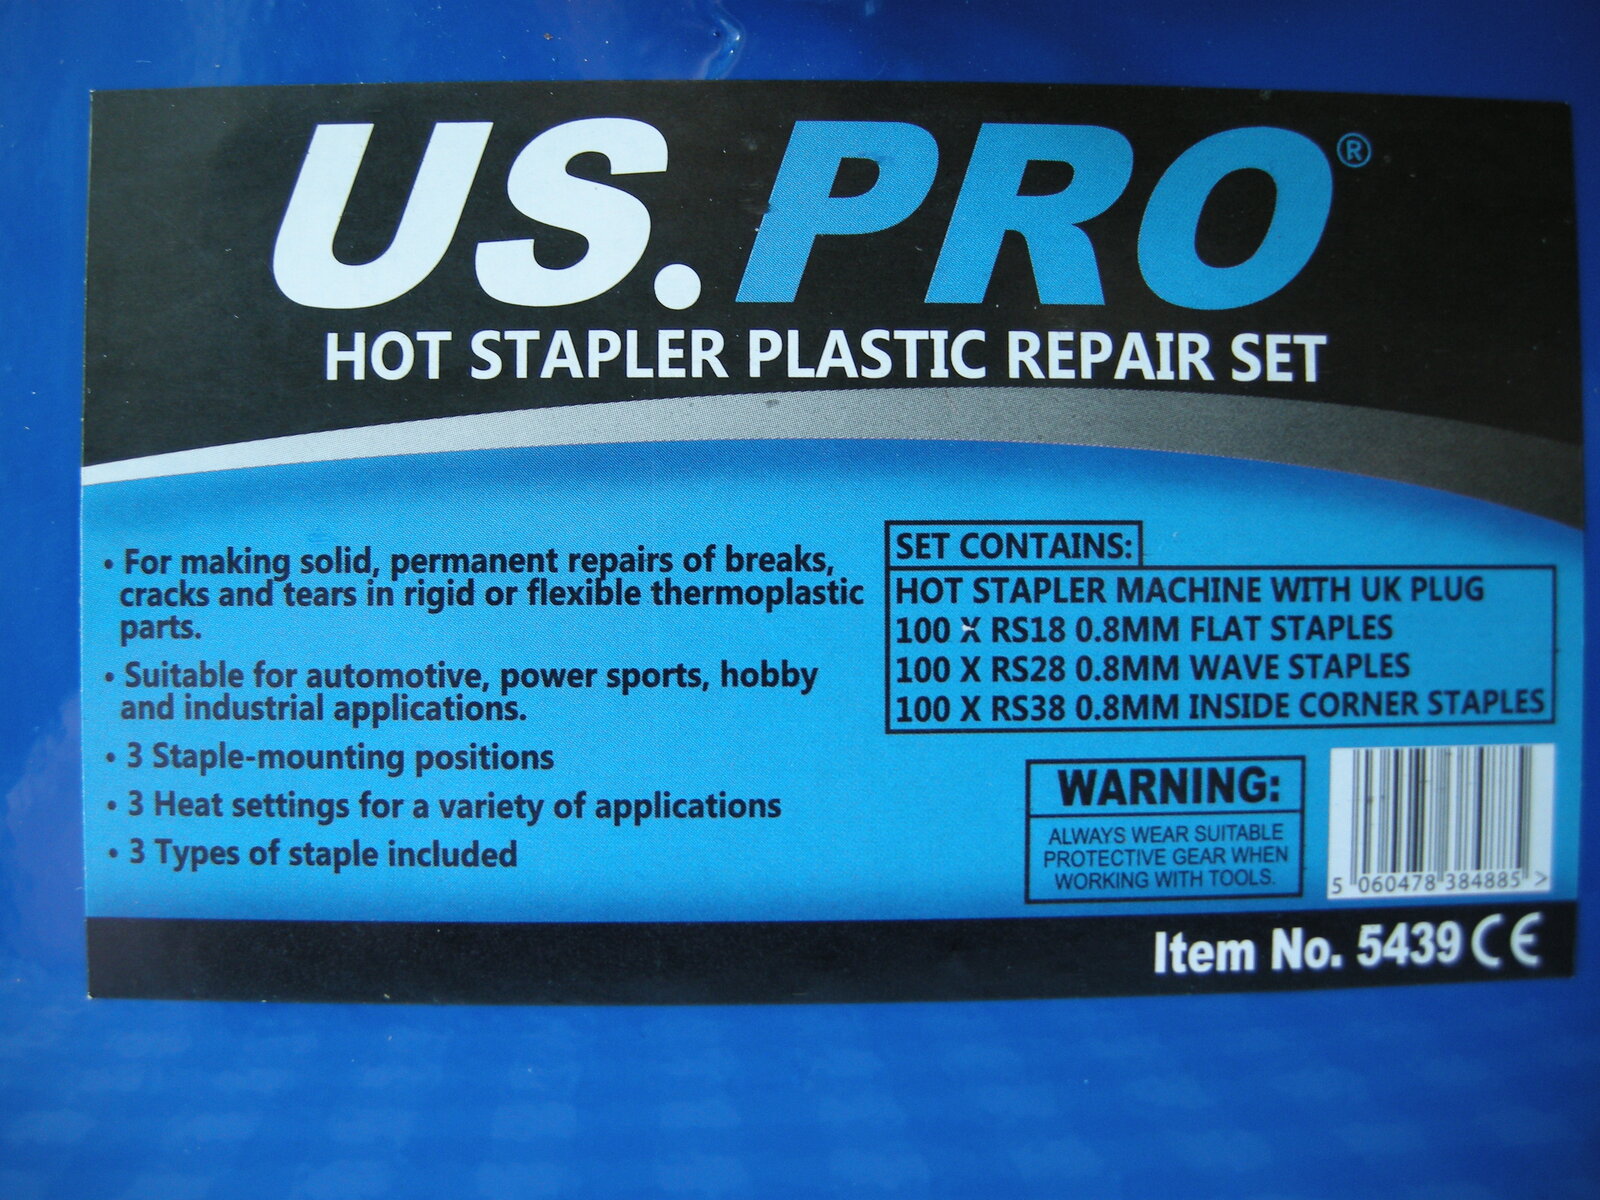 US.PRO®
HOT STAPLER PLASTIC REPAIR SET
• For making solid, permanent repairs of breaks,
cracks and tears in rigid or flexible thermoplastic
parts.
• Suitable for automotive, power sports, hobby
and industrial applications.
• 3 Staple-mounting positions
• 3 Heat settings for a variety of applications
• 3 Types of staple included
SET CONTAINS:
HOT STAPLER MACHINE WITH UK PLUG
100 X RS18 0.8MM FLAT STAPLES
100 X RS28 0.8MM WAVE STAPLES
100 X RS38 0.8MM INSIDE CORNER STAPLES
WARNING:
ALWAYS WEAR SUITABLE
PROTECTIVE GEAR WHEN
WORKING WITH TOOLS.
5 060478 384885 >
Item No. 5439 CE